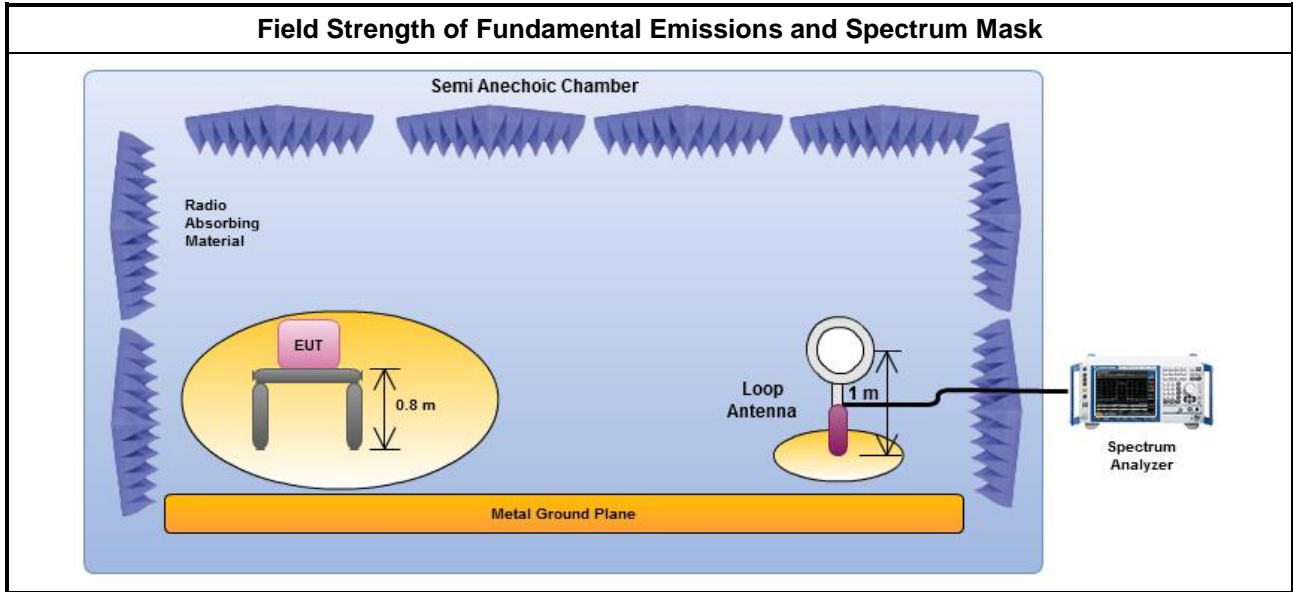 Field Strength of Fundamental Emissions and Spectrum Mask
Semi Anechoic Chamber
Radio
Absorbing
Material
EUT
0.8 m
Loop
Antenna
1 m
Spectrum
Analyzer
Metal Ground Plane